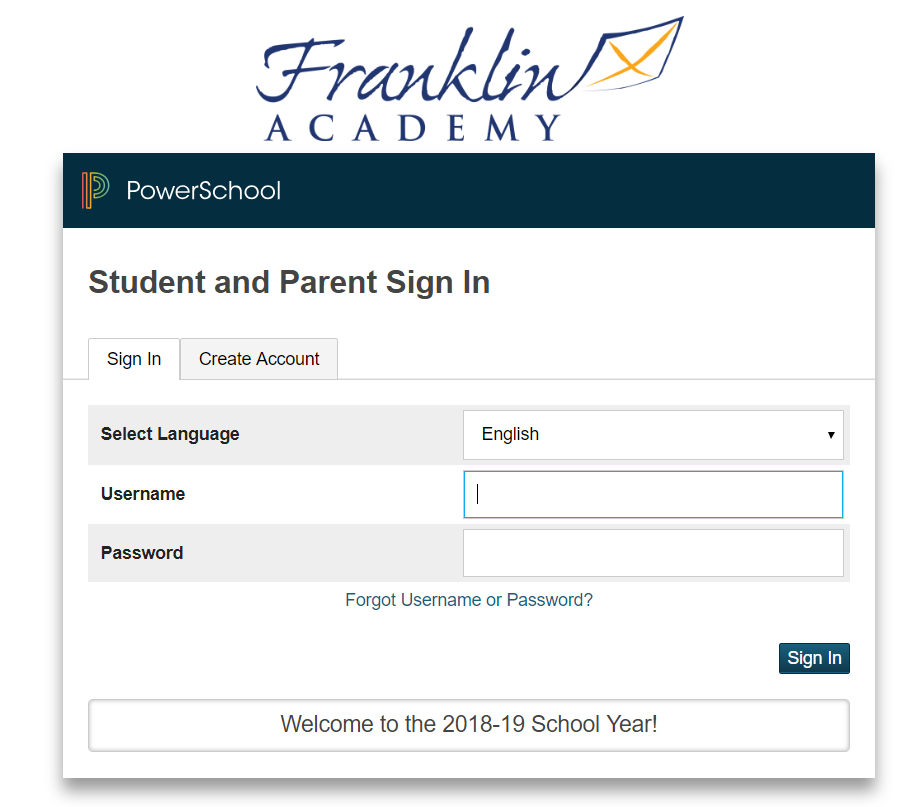 Franklin
ACADEMY
PowerSchool
Student and Parent Sign In
Sign In Create Account
Select Language English
Username
Password
Forgot Username or Password?
Sign In
Welcome to the 2018-19 School Year!